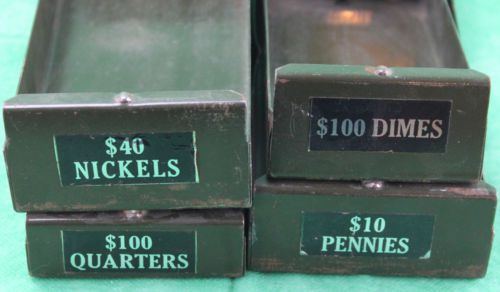 $40
NICKELS
$100 DIMES
$100
QUARTERS
$10
PENNIES